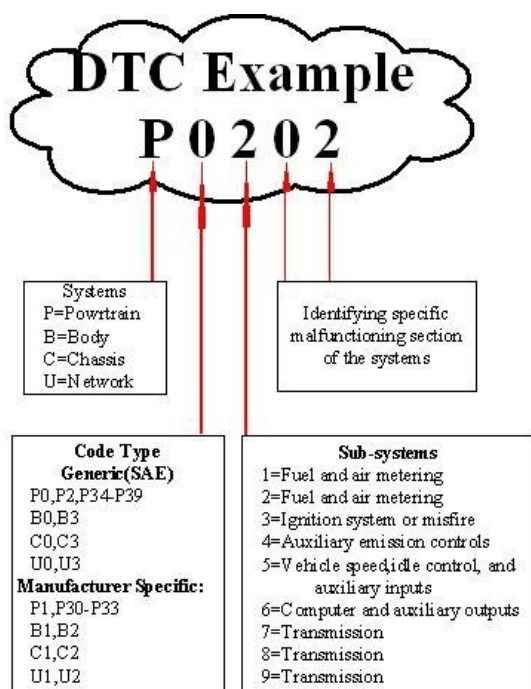 DTC Example
P 0 2 0 2
Systems
P=Powrtrain
B=Body
C=Chassis
U=Network
Identifying specific
malfunctioning section
of the systems
Code Type
Generic(SAE)
P0,P2,P34-P39
B0,B3
C0,C3
U0,U3
Manufacturer Specific:
P1,P30-P33
B1,B2
C1,C2
U1,U2
Sub-systems
1=Fuel and air metering
2=Fuel and air metering
3=Ignition system or misfire
4=Auxiliary emission controls
5=Vehicle speed,idle control, and
auxiliary inputs
6=Computer and auxiliary outputs
7=Transmission
8=Transmission
9=Transmission